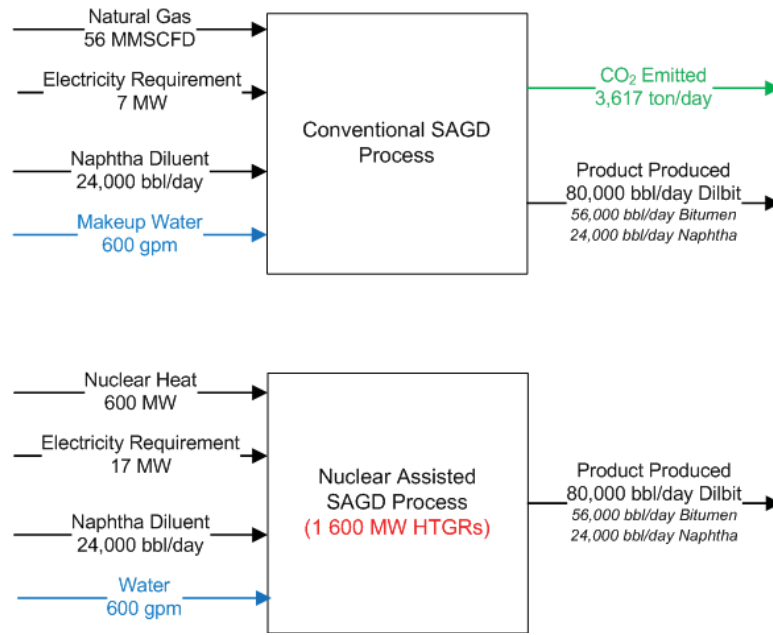 Natural Gas
56 MMSCFD
Electricity Requirement
7 MW
Naphtha Diluent
24,000 bbl/day
Makeup Water
600 gpm
Conventional SAGD
Process
CO₂ Emitted
3,617 ton/day
Product Produced
80,000 bbl/day Dilbit
56,000 bbl/day Bitumen
24,000 bbl/day Naphtha
Nuclear Heat
600 MW
Electricity Requirement
17 MW
Naphtha Diluent
24,000 bbl/day
Water
600 gpm
Nuclear Assisted
SAGD Process
(1 600 MW HTGRs)
Product Produced
80,000 bbl/day Dilbit
56,000 bbl/day Bitumen
24,000 bbl/day Naphtha